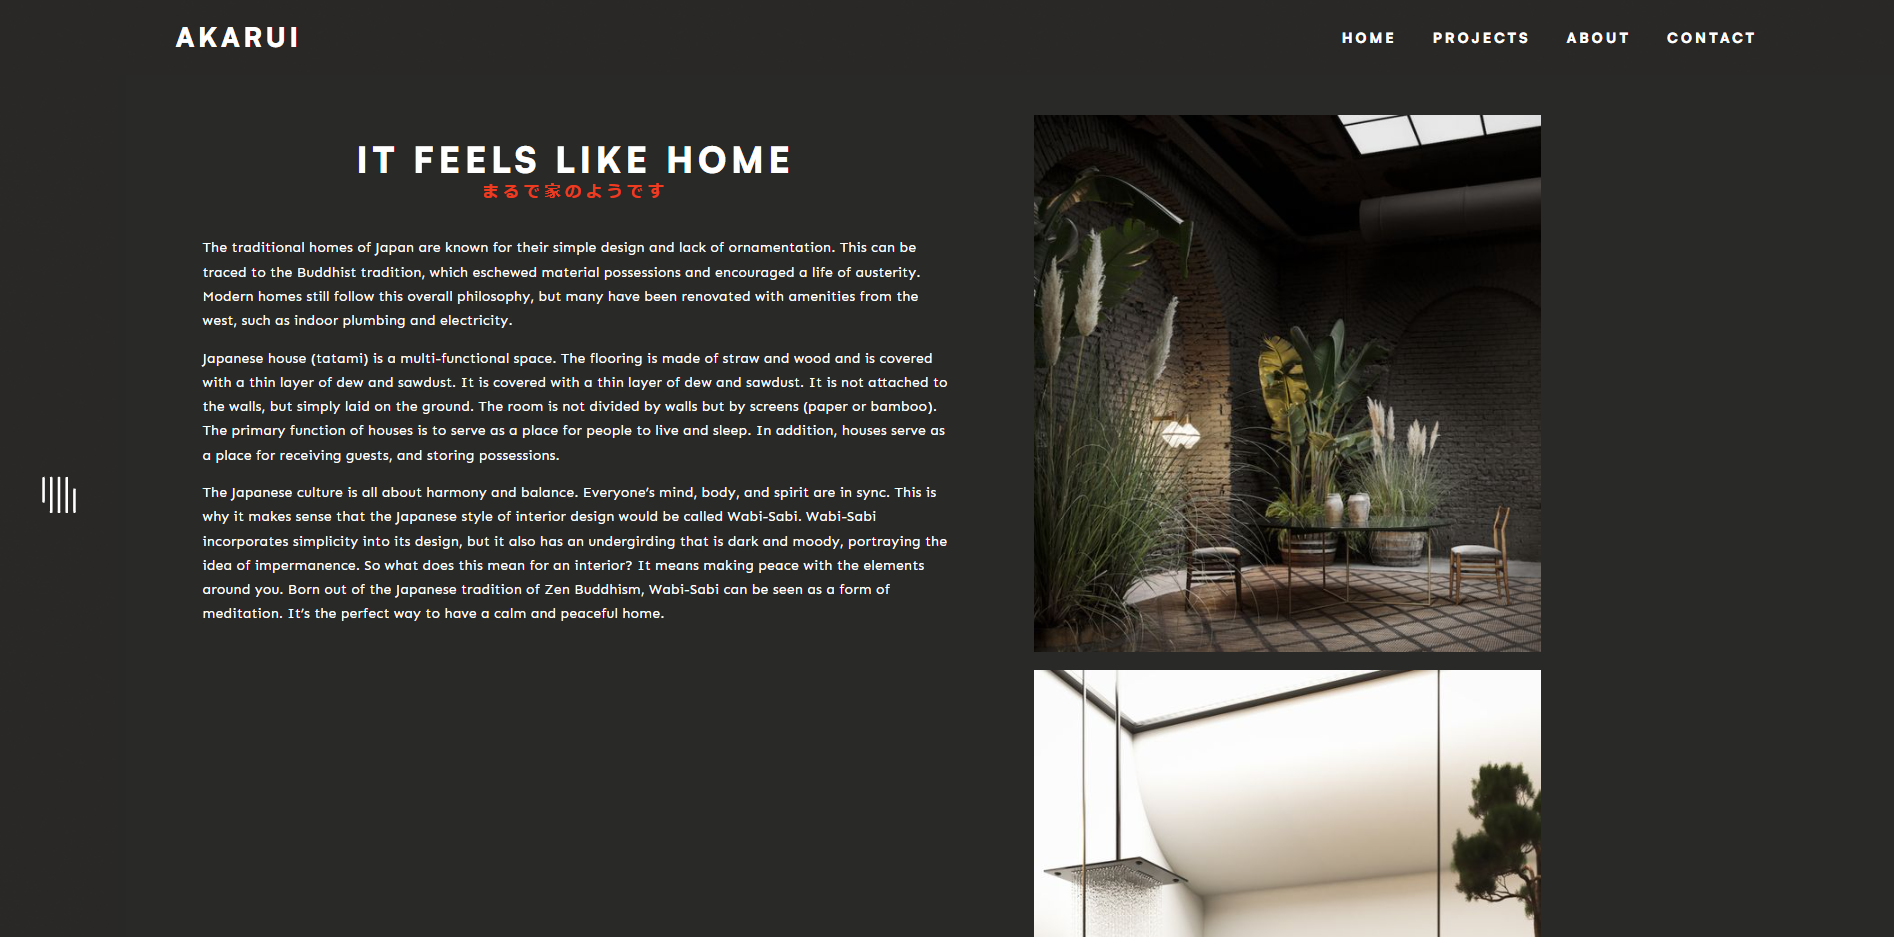 AKARUI
HOME PROJECTS ABOUT CONTACT
IT FEELS LIKE HOME
まるで家のようです
The traditional homes of Japan are known for their simple design and lack of ornamentation. This can be
traced to the Buddhist tradition, which eschewed material possessions and encouraged a life of austerity.
Modern homes still follow this overall philosophy, but many have been renovated with amenities from the
west, such as indoor plumbing and electricity.
Japanese house (tatami) is a multi-functional space. The flooring is made of straw and wood and is covered
with a thin layer of dew and sawdust. It is covered with a thin layer of dew and sawdust. It is not attached to
the walls, but simply laid on the ground. The room is not divided by walls but by screens (paper or bamboo).
The primary function of houses is to serve as a place for people to live and sleep. In addition, houses serve as
a place for receiving guests, and storing possessions.
The Japanese culture is all about harmony and balance. Everyone’s mind, body, and spirit are in sync. This is
why it makes sense that the Japanese style of interior design would be called Wabi-Sabi. Wabi-Sabi
incorporates simplicity into its design, but it also has an undergirding that is dark and moody, portraying the
idea of impermanence. So what does this mean for an interior? It means making peace with the elements
around you. Born out of the Japanese tradition of Zen Buddhism, Wabi-Sabi can be seen as a form of
meditation. It’s the perfect way to have a calm and peaceful home.